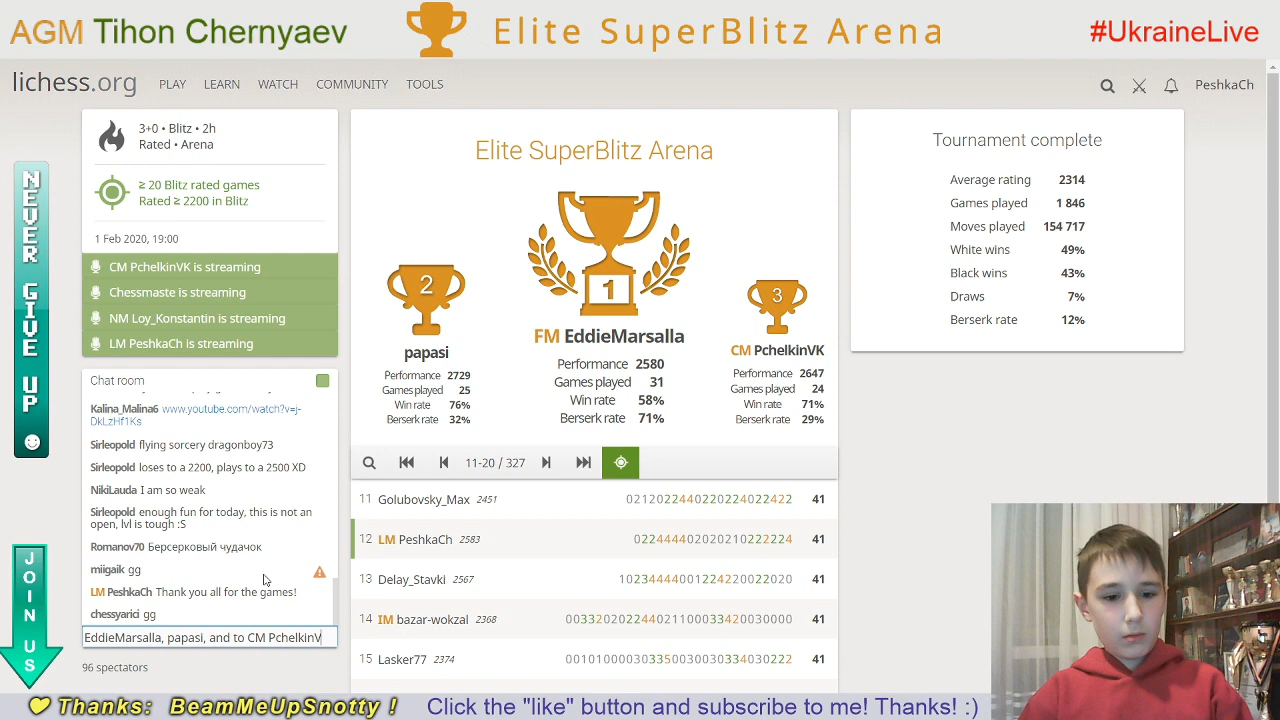 AGM Tihon Chernyaev
Elite SuperBlitz Arena
#UkraineLive
lichess.org
PLAY LEARN WATCH COMMUNITY TOOLS
PeshkaCh
NEVER GIVE UP
JOIN US
3+0 • Blitz • 2h
Rated • Arena
≥ 20 Blitz rated games
Rated ≥ 2200 in Blitz
1 Feb 2020, 19:00
CM PchelkinVK is streaming
Chessmaste is streaming
NM Loy_Konstantin is streaming
LM PeshkaCh is streaming
Chat room
Kalina_Malina6 www.youtube.com/watch?v=j-
DkLzHf1Ks
Sirleopold flying sorcery dragonboy73
Sirleopold loses to a 2200, plays to a 2500 XD
NikiLauda I am so weak
Sirleopold enough fun for today, this is not an
open, lvl is tough :S
Romanov70 Берсерковый чудачок
miigaik gg
LM PeshkaCh Thank you all for the games!
chessyarici gg
EddieMarsalla, papasi, and to CM PchelkinV
96 spectators
Elite SuperBlitz Arena
2
papasi
Performance 2729
Games played 25
Win rate 76%
Berserk rate 32%
1
FM EddieMarsalla
Performance 2580
Games played 31
Win rate 58%
Berserk rate 71%
3
CM PchelkinVK
Performance 2647
Games played 24
Win rate 71%
Berserk rate 29%
11-20 / 327
11 Golubovsky_Max 2451 0212022440220224022422 41
12 LM PeshkaCh 2583 022444402020210222224 41
13 Delay_Stavki 2567 1023444400122422002 2020 41
14 IM bazar-wokzal 2368 003320202244021100033420030000 41
15 Lasker77 2374 001010000303350030030334030222 41
Tournament complete
Average rating 2314
Games played 1 846
Moves played 154 717
White wins 49%
Black wins 43%
Draws 7%
Berserk rate 12%
Thanks: BeamMeUpSnotty !
Click the "like" button and subscribe to me! Thanks! :)